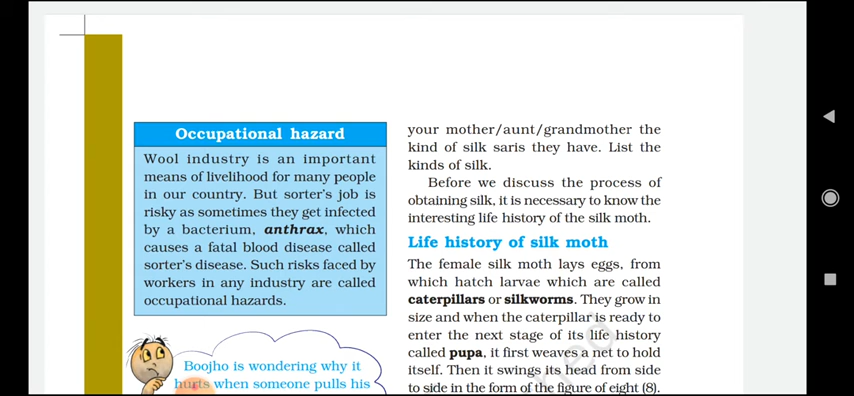 Occupational hazard
Wool industry is an important
means of livelihood for many people
in our country. But sorter's job is
risky as sometimes they get infected
by a bacterium, anthrax, which
causes a fatal blood disease called
sorter's disease. Such risks faced by
workers in any industry are called
occupational hazards.
Boojho is wondering why it
hurts when someone pulls his
your mother/aunt/grandmother the
kind of silk saris they have. List the
kinds of silk.
Before we discuss the process of
obtaining silk, it is necessary to know the
interesting life history of the silk moth.
Life history of silk moth
The female silk moth lays eggs, from
which hatch larvae which are called
caterpillars or silkworms. They grow in
size and when the caterpillar is ready to
enter the next stage of its life history
called pupa, it first weaves a net to hold
itself. Then it swings its head from side
to side in the form of the figure of eight (8).